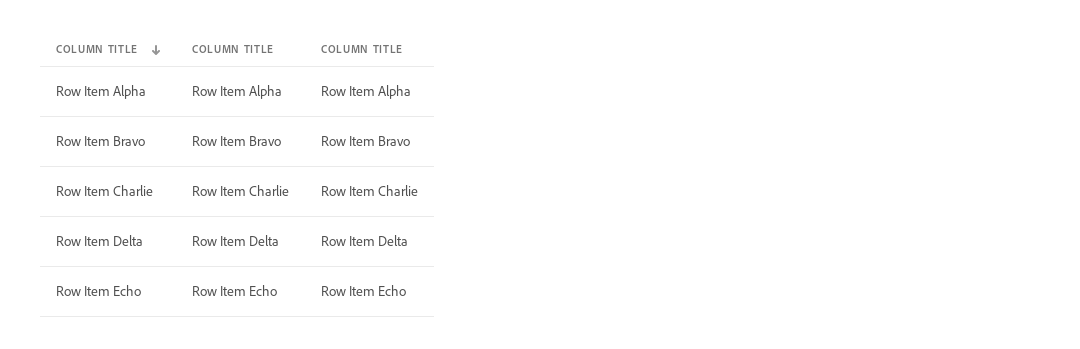 COLUMN TITLE COLUMN TITLE COLUMN TITLE
Row Item Alpha Row Item Alpha Row Item Alpha
Row Item Bravo Row Item Bravo Row Item Bravo
Row Item Charlie Row Item Charlie Row Item Charlie
Row Item Delta Row Item Delta Row Item Delta
Row Item Echo Row Item Echo Row Item Echo